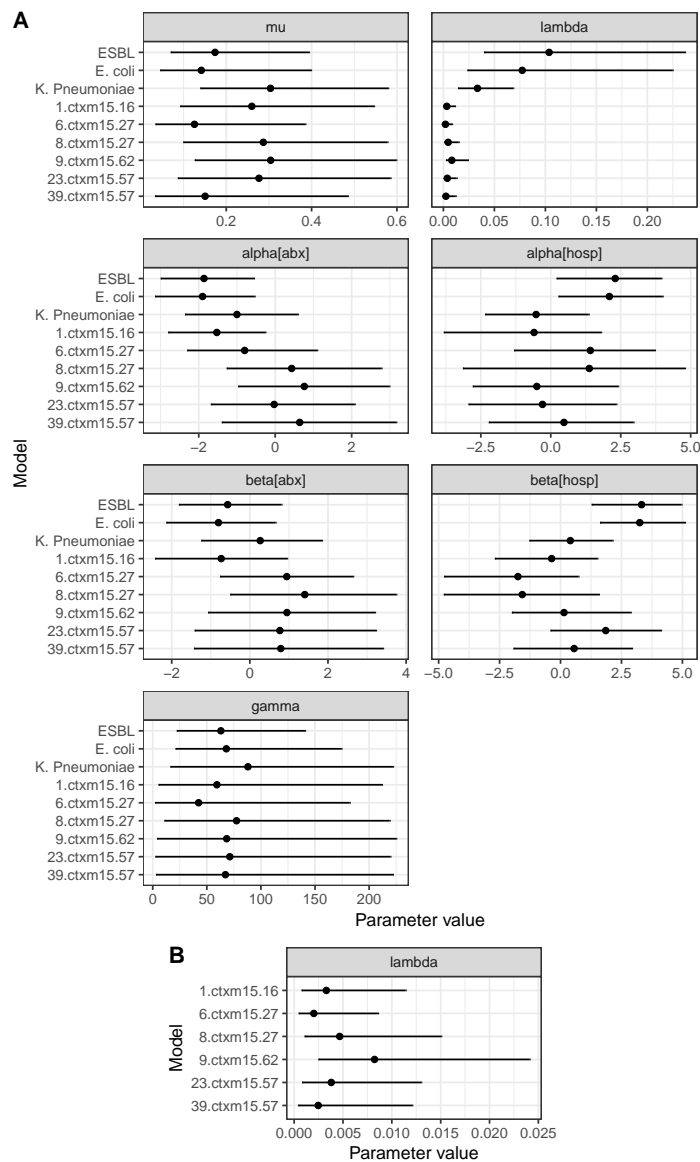 A
mu
lambda
ESBL
E. coli
K. Pneumoniae
1.ctxm15.16
6.ctxm15.27
8.ctxm15.27
9.ctxm15.62
23.ctxm15.57
39.ctxm15.57
0.2 0.4 0.6
0.00 0.05 0.10 0.15 0.20
alpha[abx]
alpha[hosp]
ESBL
E. coli
K. Pneumoniae
1.ctxm15.16
6.ctxm15.27
8.ctxm15.27
9.ctxm15.62
23.ctxm15.57
39.ctxm15.57
−2 0 2
−2.5 0.0 2.5 5.0
Model
beta[abx]
beta[hosp]
ESBL
E. coli
K. Pneumoniae
1.ctxm15.16
6.ctxm15.27
8.ctxm15.27
9.ctxm15.62
23.ctxm15.57
39.ctxm15.57
−2 0 2 4
−5.0 −2.5 0.0 2.5 5.0
gamma
ESBL
E. coli
K. Pneumoniae
1.ctxm15.16
6.ctxm15.27
8.ctxm15.27
9.ctxm15.62
23.ctxm15.57
39.ctxm15.57
0 50 100 150 200
Parameter value
B
lambda
1.ctxm15.16
6.ctxm15.27
8.ctxm15.27
9.ctxm15.62
23.ctxm15.57
39.ctxm15.57
Model
0.000 0.005 0.010 0.015 0.020 0.025
Parameter value